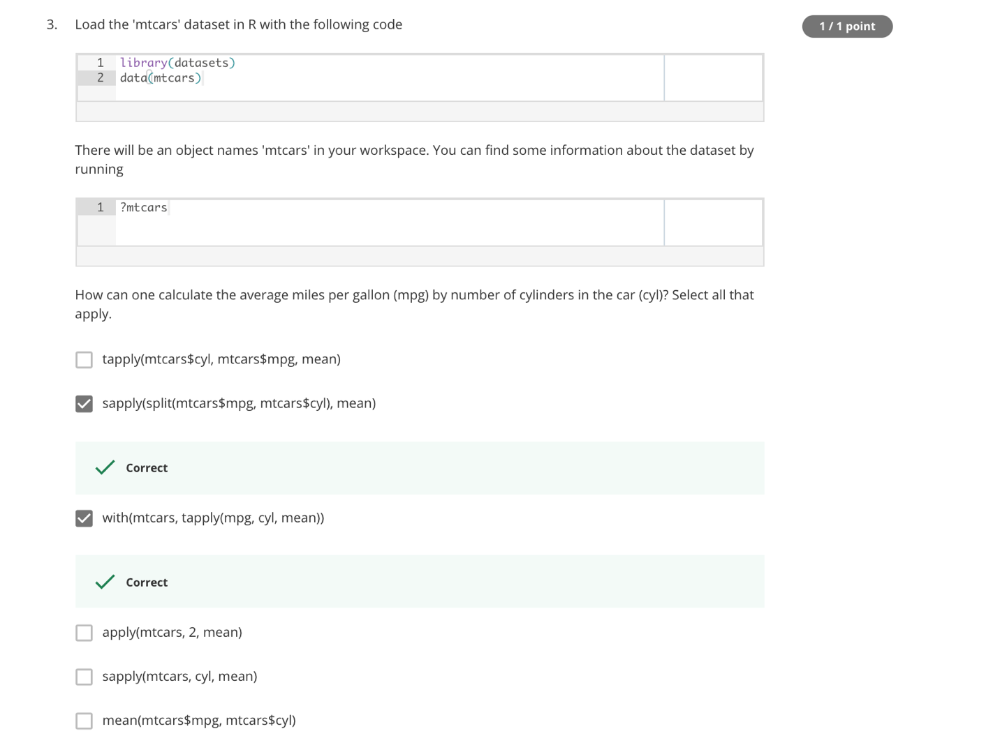 3. Load the 'mtcars' dataset in R with the following code
1 / 1 point
1 library(datasets)
2 data(mtcars)
There will be an object names 'mtcars' in your workspace. You can find some information about the dataset by
running
1 ?mtcars
How can one calculate the average miles per gallon (mpg) by number of cylinders in the car (cyl)? Select all that
apply.
tapply(mtcars$cyl, mtcars$mpg, mean)
sapply(split(mtcars$mpg, mtcars$cyl), mean)
Correct
with(mtcars, tapply(mpg, cyl, mean))
Correct
apply(mtcars, 2, mean)
sapply(mtcars, cyl, mean)
mean(mtcars$mpg, mtcars$cyl)